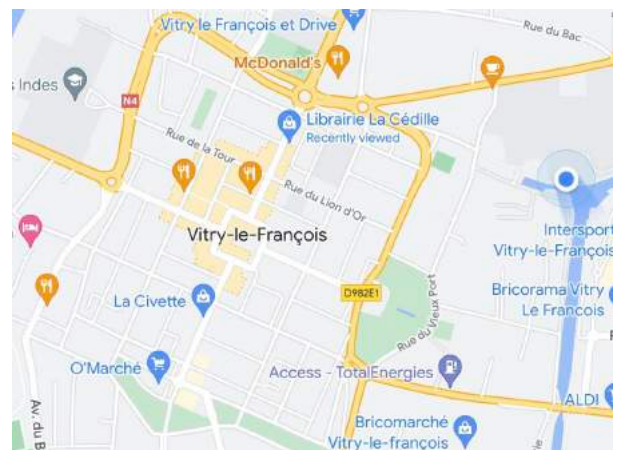 Vitry le François et Drive
Rue du Bac
McDonald's
s Indes
N4
Librairie La Cédille
Recently viewed
Rue de la Tour
Rue du Lion d'Or
Vitry-le-François
Intersport
Vitry-le-François
D982E1
Bricorama Vitry
Le Francois
La Civette
Rue du Vieux Port
O'Marché
Access - TotalEnergies
ALDI
Av. du B
Bricomarché
Vitry-le-françois